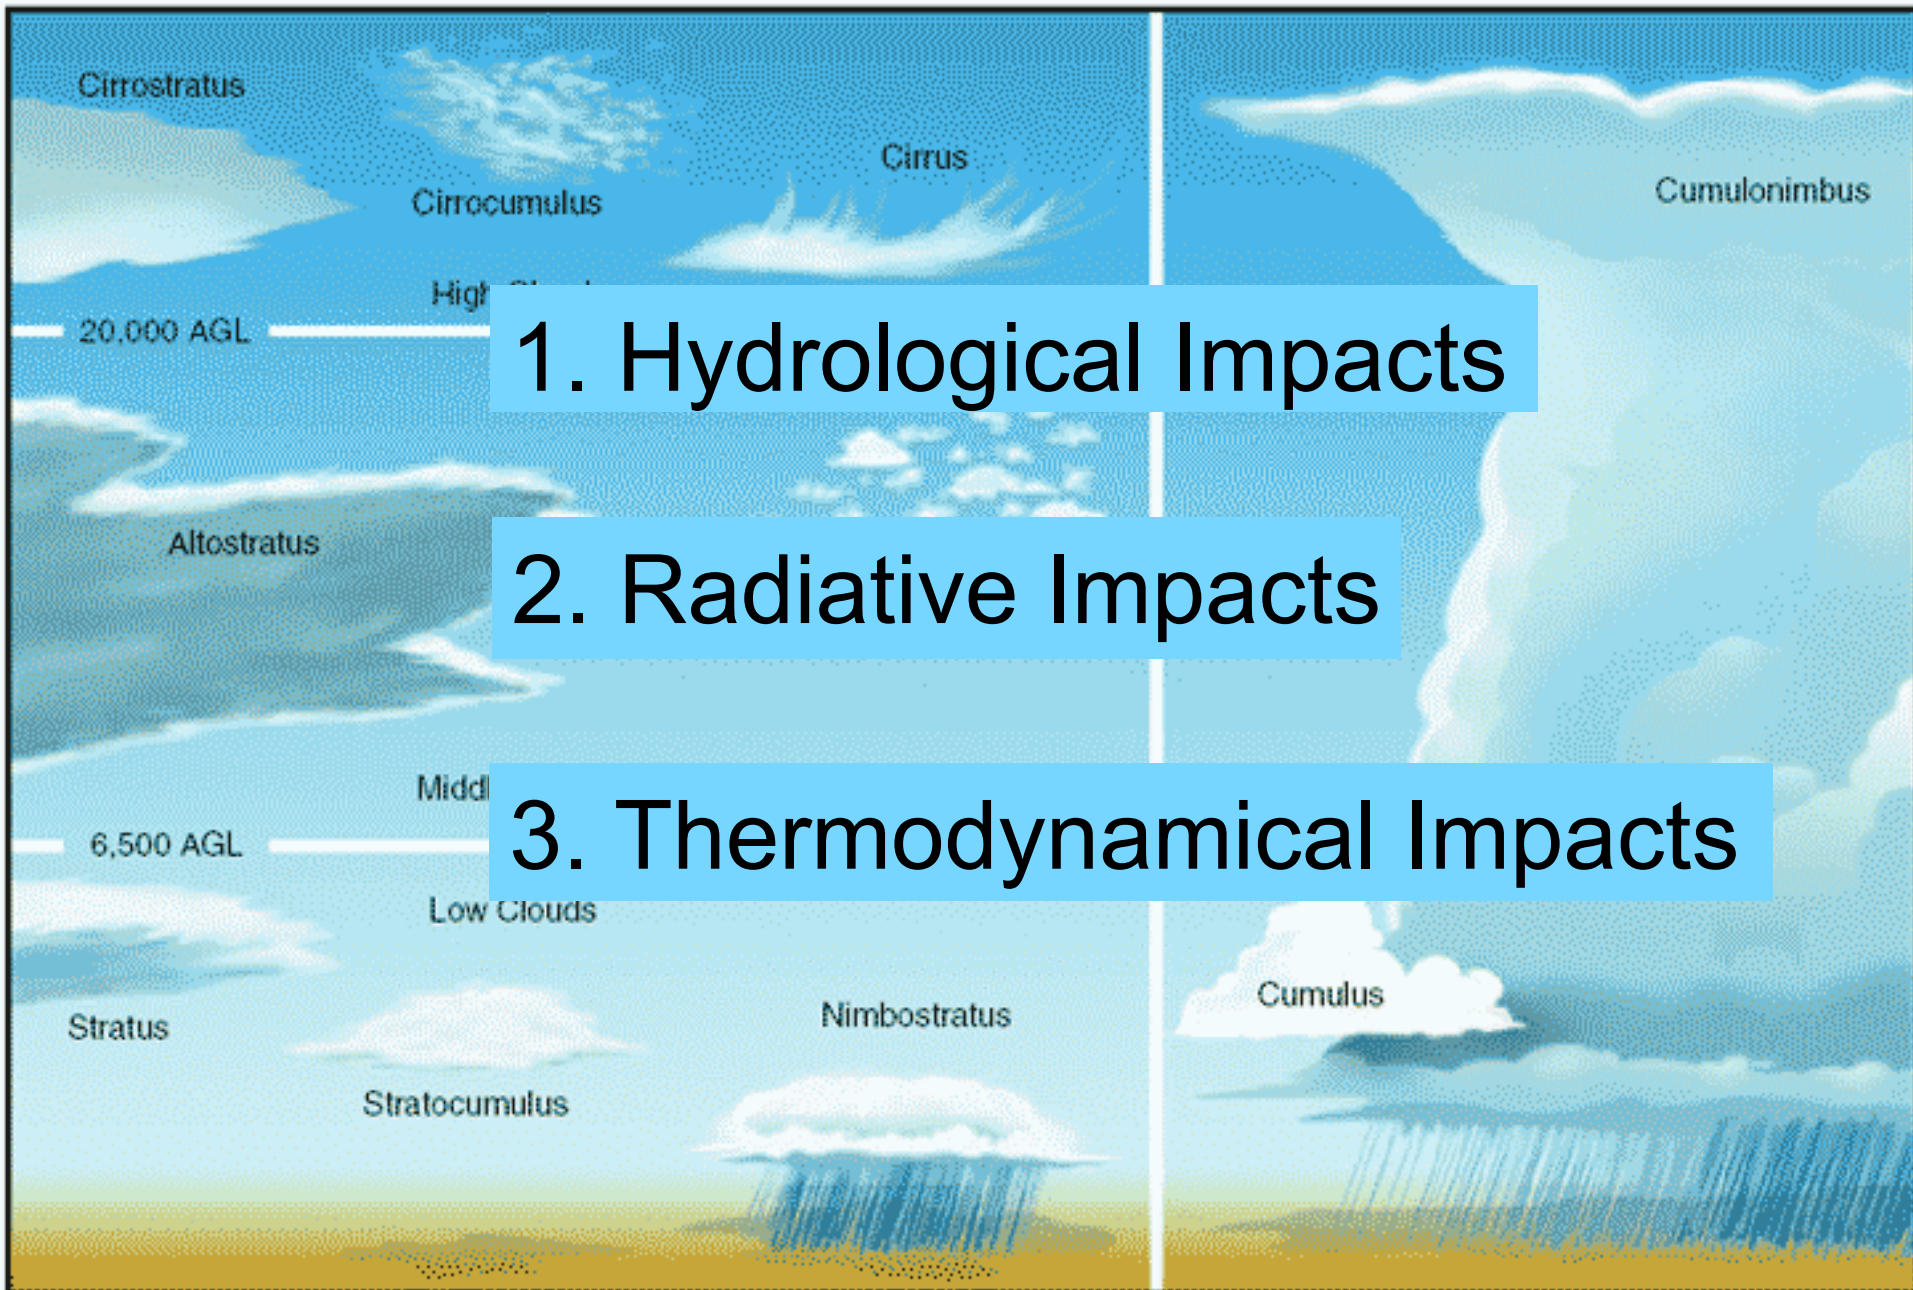 Cirrostratus
Cirrus
Cumulonimbus
Cirrocumulus
High
20,000 AGL
1. Hydrological Impacts
Altostratus
2. Radiative Impacts
3. Thermodynamical Impacts
6,500 AGL
Low Clouds
Cumulus
Nimbostratus
Stratus
Stratocumulus